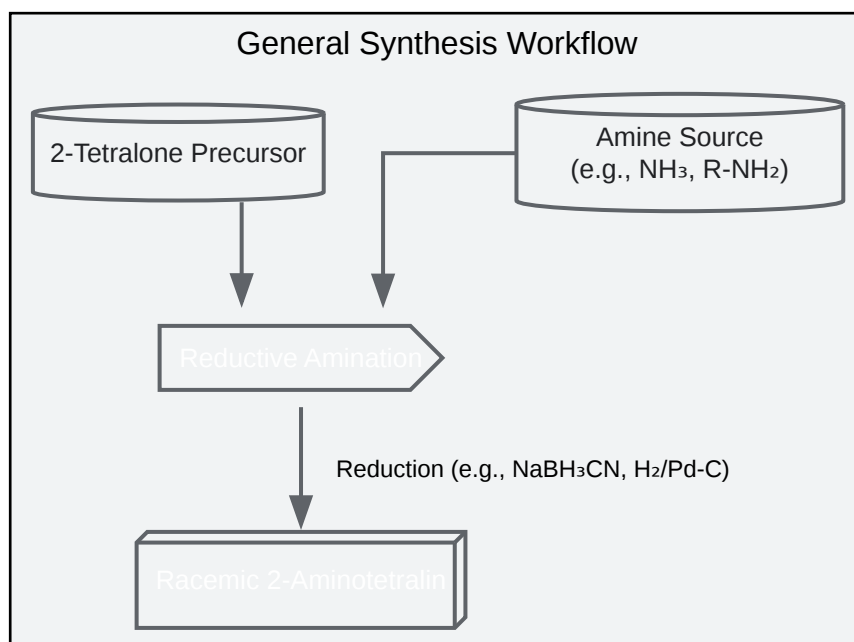 General Synthesis Workflow
2-Tetralone Precursor
Amine Source
(e.g., NH₃, R-NH₂)
Reductive Amination
Reduction (e.g., NaBH₃CN, H₂/Pd-C)
Racemic 2-Aminotetralin